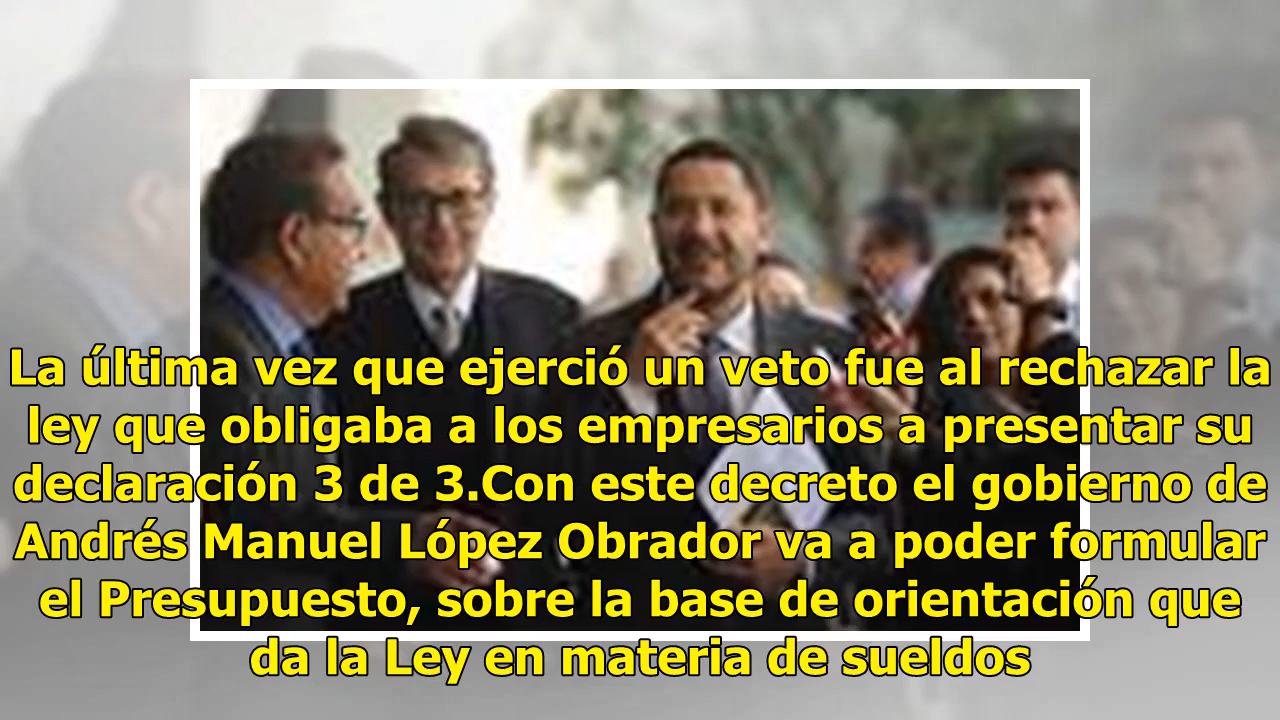 La última vez que ejerció un veto fue al rechazar la
ley que obligaba a los empresarios a presentar su
declaración 3 de 3.Con este decreto el gobierno de
Andrés Manuel López Obrador va a poder formular
el Presupuesto, sobre la base de orientación que
da la Ley en materia de sueldos